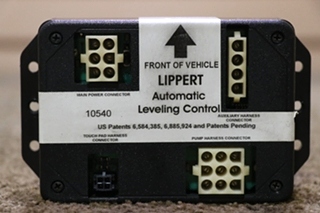 FRONT OF VEHICLE
LIPPERT
MAIN POWER CONNECTOR
Automatic
10540
Leveling Control
AUXILIARY HARNESS
CONNECTOR
US Patents 6,584,385, 6,885,924 and Patents Pending
TOUCH PAD HARNESS
CONNECTOR
PUMP HARNESS CONNECTOR